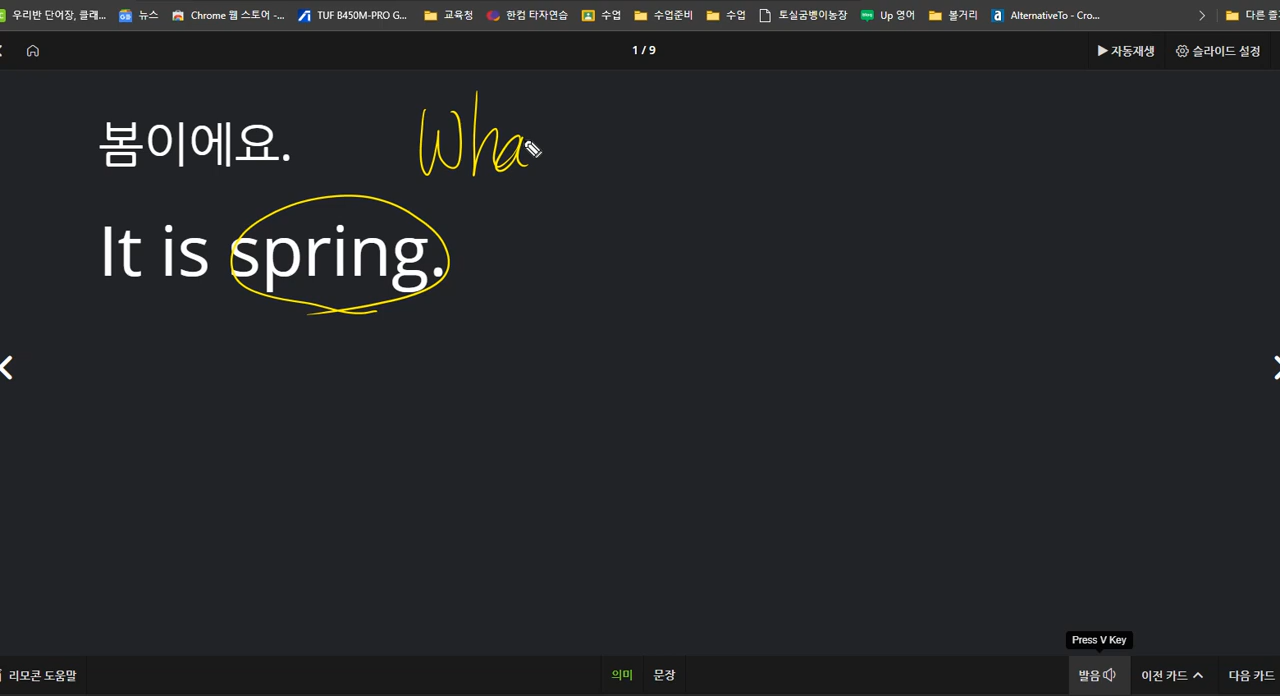 우리반 단어장, 클래... 뉴스 Chrome 웹 스토어 -... TUF B450M-PRO G... 교육청 한컴 타자연습 수업 수업준비 수업 토실굼벵이농장 Up 영어 볼거리 AlternativeTo - Cro... 다른 즐
1 / 9 ▶ 자동재생 슬라이드 설정
봄이에요. Wha
It is spring.
Press V Key
리모콘 도움말 의미 문장 발음 이전 카드 다음 카드